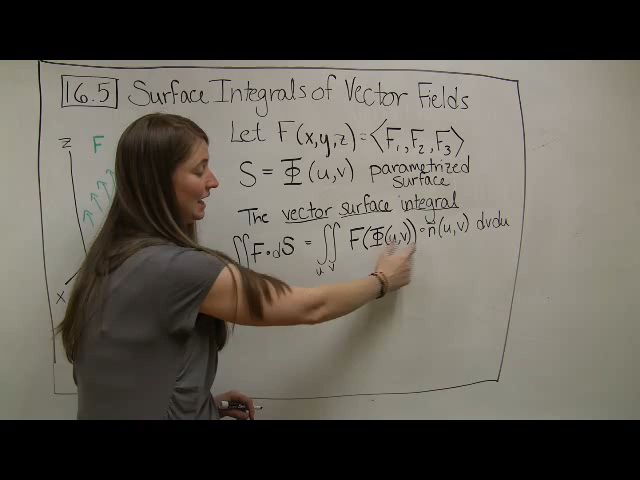 16.5 Surface Integrals of Vector Fields
Let F(x,y,z) = ⟨F₁, F₂, F₃⟩
S = Φ(u,v) parametrized surface
The vector surface integral
∬ F • dS = ∬ F(Φ(u,v)) • n(u,v) dvdu
u v
z
F
x